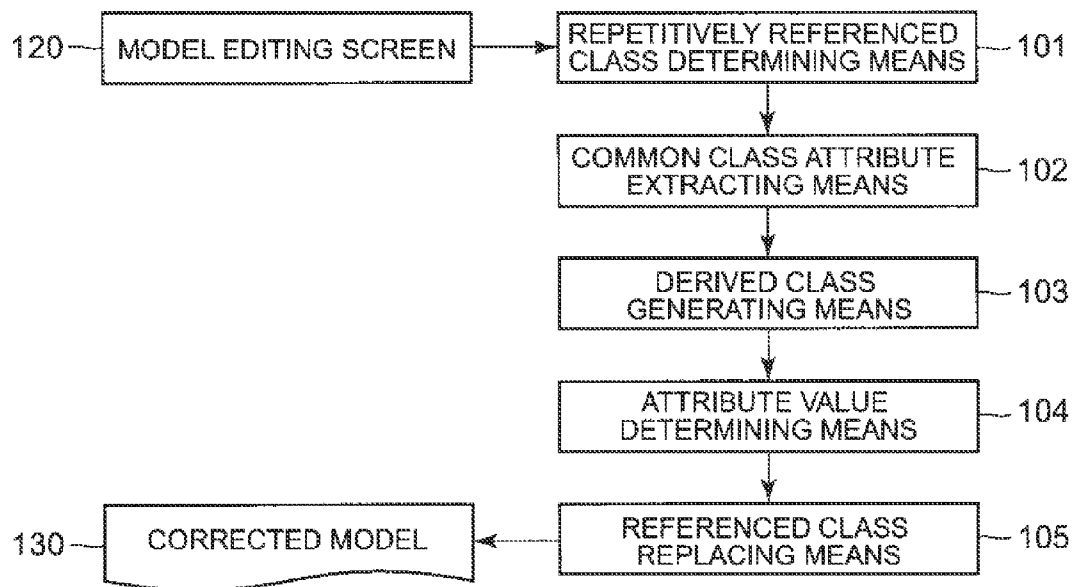 120
MODEL EDITING SCREEN
REPETITIVELY REFERENCED
CLASS DETERMINING MEANS
101
COMMON CLASS ATTRIBUTE
EXTRACTING MEANS
102
DERIVED CLASS
GENERATING MEANS
103
ATTRIBUTE VALUE
DETERMINING MEANS
104
130
CORRECTED MODEL
REFERENCED CLASS
REPLACING MEANS
105